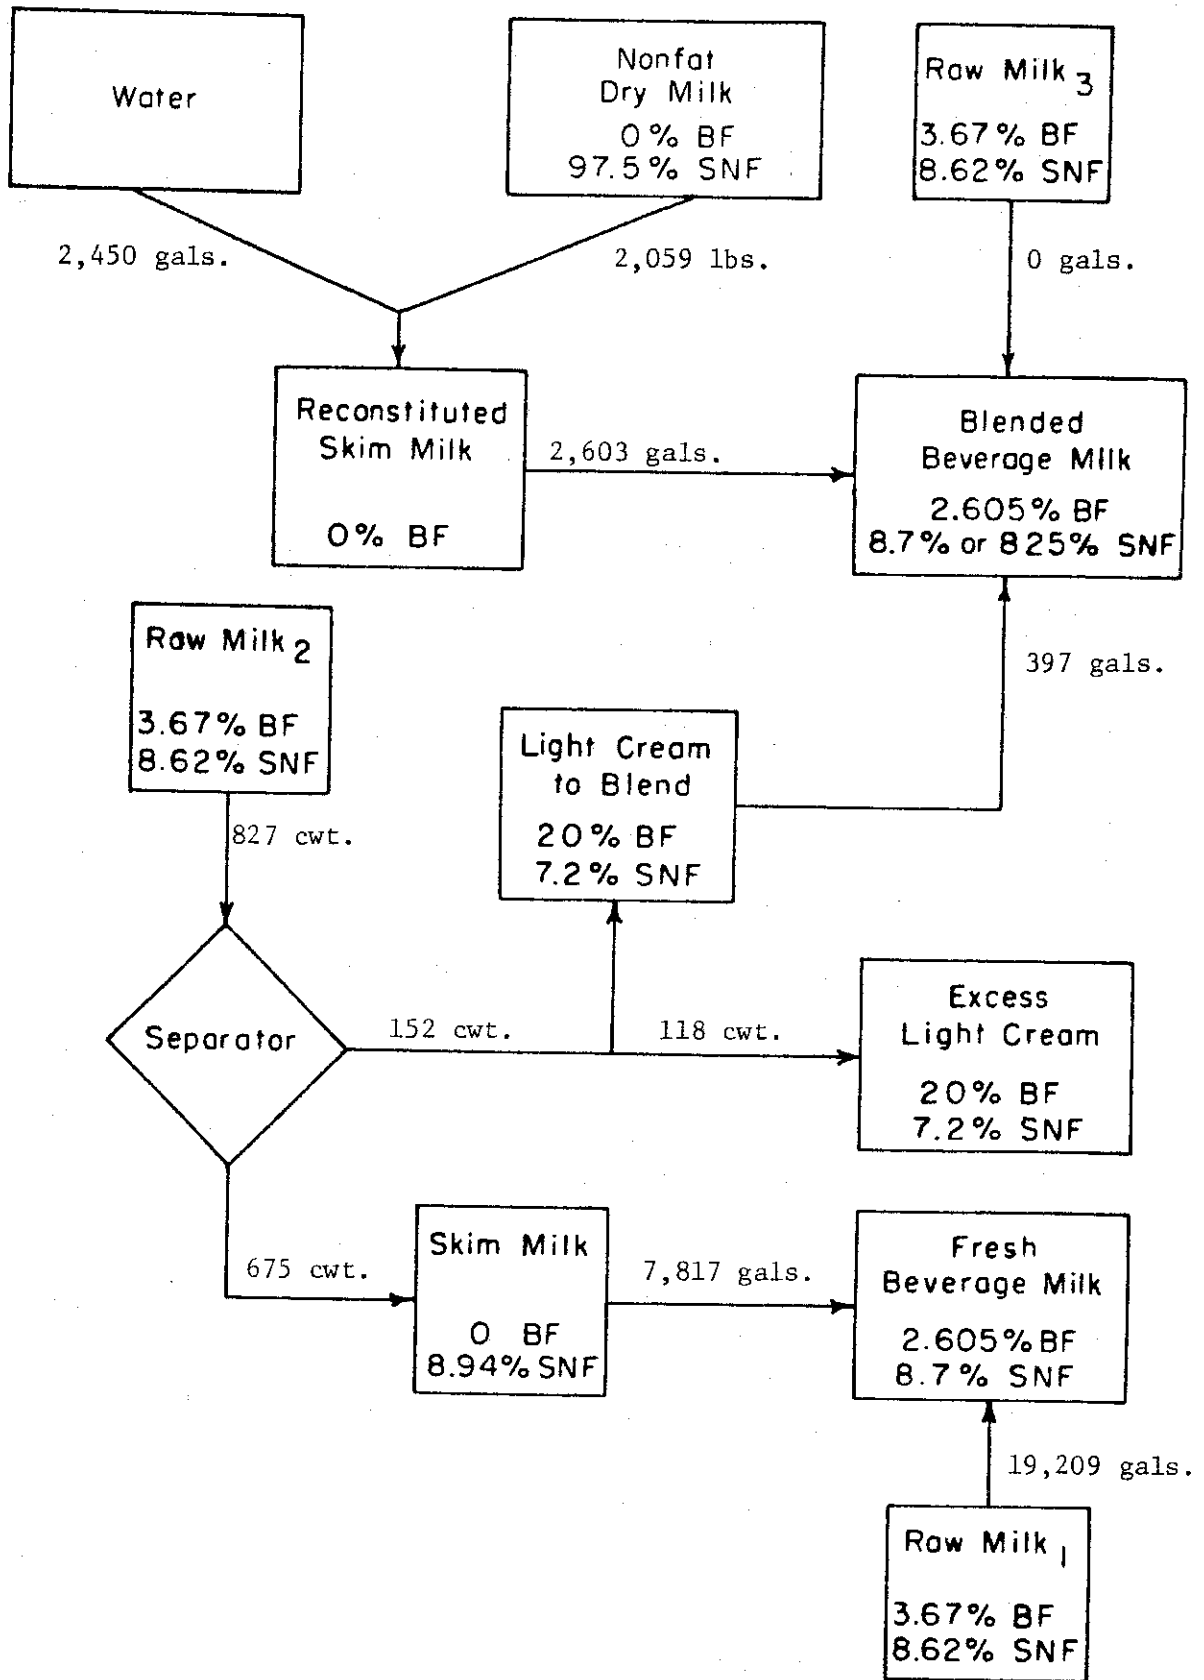 Water
Nonfat
Dry Milk
0% BF
97.5% SNF
Raw Milk 3
3.67% BF
8.62% SNF
2,450 gals.
2,059 lbs.
0 gals.
Reconstituted
Skim Milk
0% BF
2,603 gals.
Blended
Beverage Milk
2.605% BF
8.7% or 825% SNF
Raw Milk 2
3.67% BF
8.62% SNF
827 cwt.
Light Cream
to Blend
20% BF
7.2% SNF
397 gals.
Separator
152 cwt.
118 cwt.
Excess
Light Cream
20% BF
7.2% SNF
675 cwt.
Skim Milk
0 BF
8.94% SNF
7,817 gals.
Fresh
Beverage Milk
2.605% BF
8.7% SNF
19,209 gals.
Raw Milk 1
3.67% BF
8.62% SNF